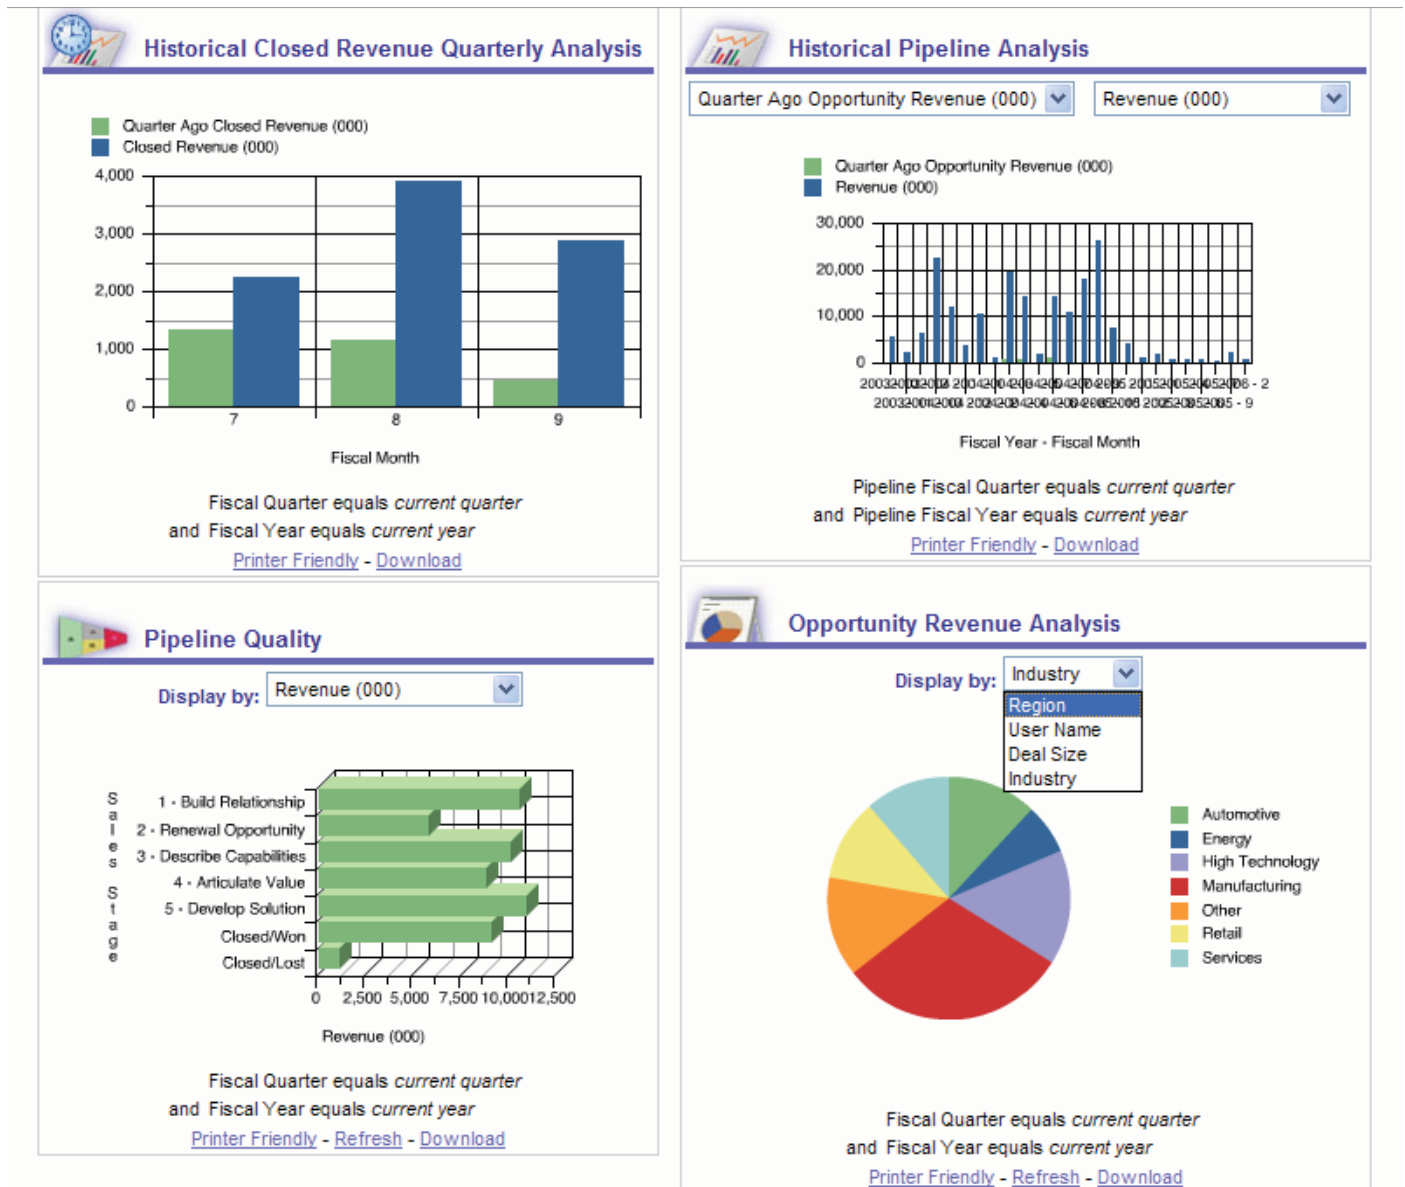 Historical Closed Revenue Quarterly Analysis
Quarter Ago Closed Revenue (000)
Closed Revenue (000)
4,000
3,000
2,000
1,000
0
7 8 9
Fiscal Month
Fiscal Quarter equals current quarter
and Fiscal Year equals current year
Printer Friendly - Download
Historical Pipeline Analysis
Quarter Ago Opportunity Revenue (000) Revenue (000)
Quarter Ago Opportunity Revenue (000)
Revenue (000)
30,000
20,000
10,000
0
Fiscal Year - Fiscal Month
Pipeline Fiscal Quarter equals current quarter
and Pipeline Fiscal Year equals current year
Printer Friendly - Download
Pipeline Quality
Display by: Revenue (000)
Sales Stage
1 - Build Relationship
2 - Renewal Opportunity
3 - Describe Capabilities
4 - Articulate Value
5 - Develop Solution
Closed/Won
Closed/Lost
0 2,500 5,000 7,500 10,000 12,500
Revenue (000)
Fiscal Quarter equals current quarter
and Fiscal Year equals current year
Printer Friendly - Refresh - Download
Opportunity Revenue Analysis
Display by: Industry
Region
User Name
Deal Size
Industry
Automotive
Energy
High Technology
Manufacturing
Other
Retail
Services
Fiscal Quarter equals current quarter
and Fiscal Year equals current year
Printer Friendly - Refresh - Download